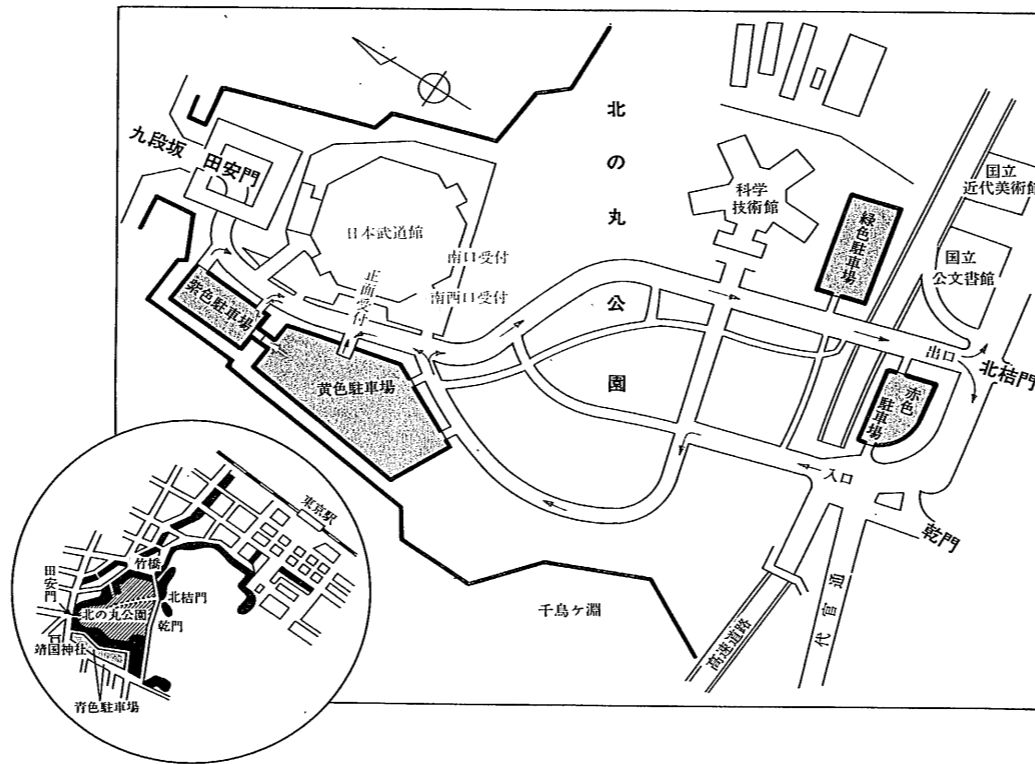 九段坂
田安門
北の丸公園
日本武道館
南口受付
南西口受付
正面受付
紫色駐車場
黄色駐車場
科学
技術館
緑色駐車場
国立
近代美術館
国立
公文書館
出口
北桔門
赤色
駐車場
入口
乾門
千鳥ケ淵
高速道路
代官通
東京駅
竹橋
田安門
北桔門
北の丸公園
乾門
靖国神社
青色駐車場